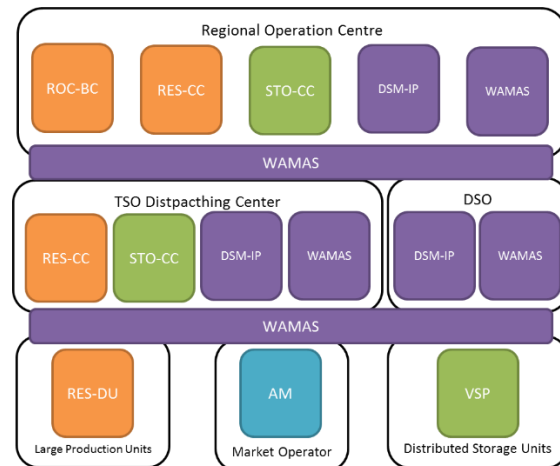 Regional Operation Centre
ROC-BC
RES-CC
STO-CC
DSM-IP
WAMAS
WAMAS
TSO Distpacthing Center
DSO
RES-CC
STO-CC
DSM-IP
WAMAS
DSM-IP
WAMAS
WAMAS
RES-DU
AM
VSP
Large Production Units
Market Operator
Distributed Storage Units